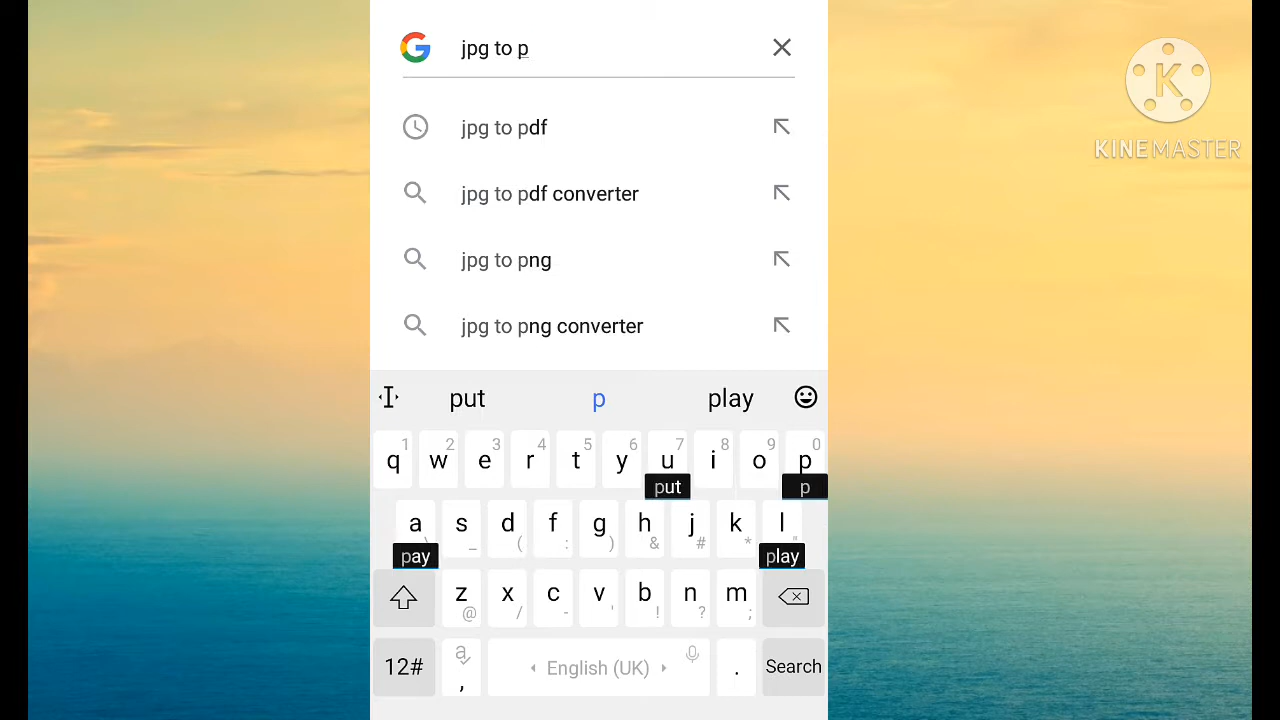 jpg to p
K
KINEMASTER
jpg to pdf
jpg to pdf converter
jpg to png
jpg to png converter
put p play
1 2 3 4 5 6 7 8 9 0
q w e r t y u i o p
put p
a s d f g h j k l
\ _ ( : ) & # * "
pay play
z x c v b n m
@ / - ' ! ? ;
12# a , English (UK) . Search